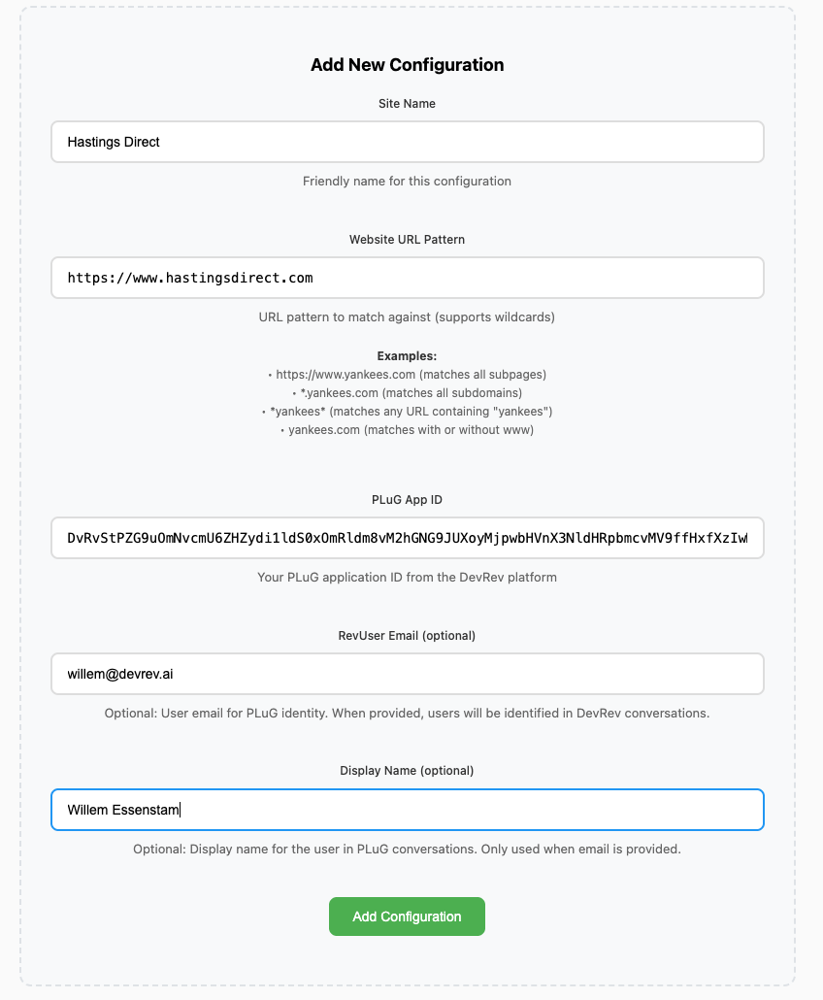 Add New Configuration
Site Name
Hastings Direct
Friendly name for this configuration
Website URL Pattern
https://www.hastingsdirect.com
URL pattern to match against (supports wildcards)
Examples:
• https://www.yankees.com (matches all subpages)
• *.yankees.com (matches all subdomains)
• *yankees* (matches any URL containing "yankees")
• yankees.com (matches with or without www)
PLuG App ID
DvRvStPZG9uOmNvcmU6ZHZydi1ldS0xOmRldm8vM2hGNG9JUXoyMjpwbHVnX3NldHRpbmcvMV9ffHxfXzIw
Your PLuG application ID from the DevRev platform
RevUser Email (optional)
willem@devrev.ai
Optional: User email for PLuG identity. When provided, users will be identified in DevRev conversations.
Display Name (optional)
Willem Essenstam
Optional: Display name for the user in PLuG conversations. Only used when email is provided.
Add Configuration